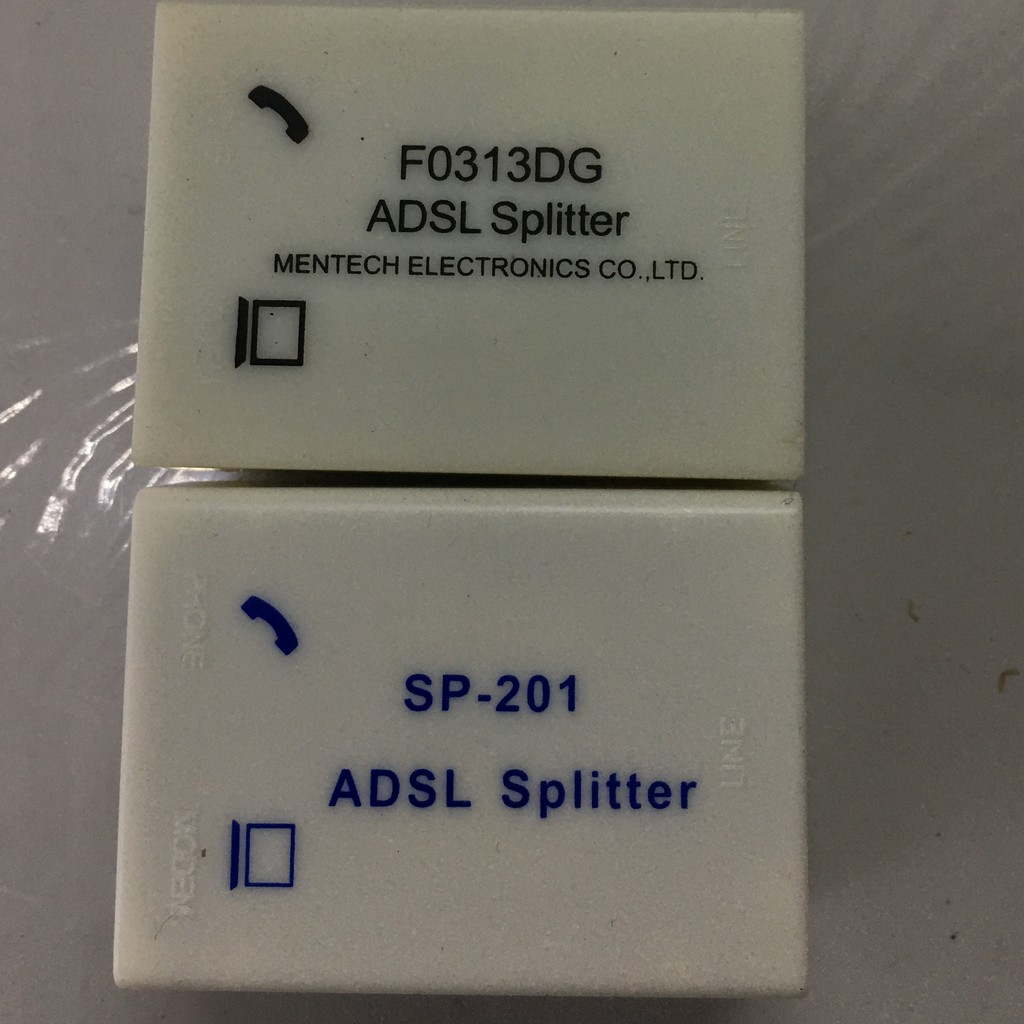 F0313DG
ADSL Splitter
MENTECH ELECTRONICS CO.,LTD.
LINE
PHONE
SP-201
LINE
ADSL Splitter
MODEM